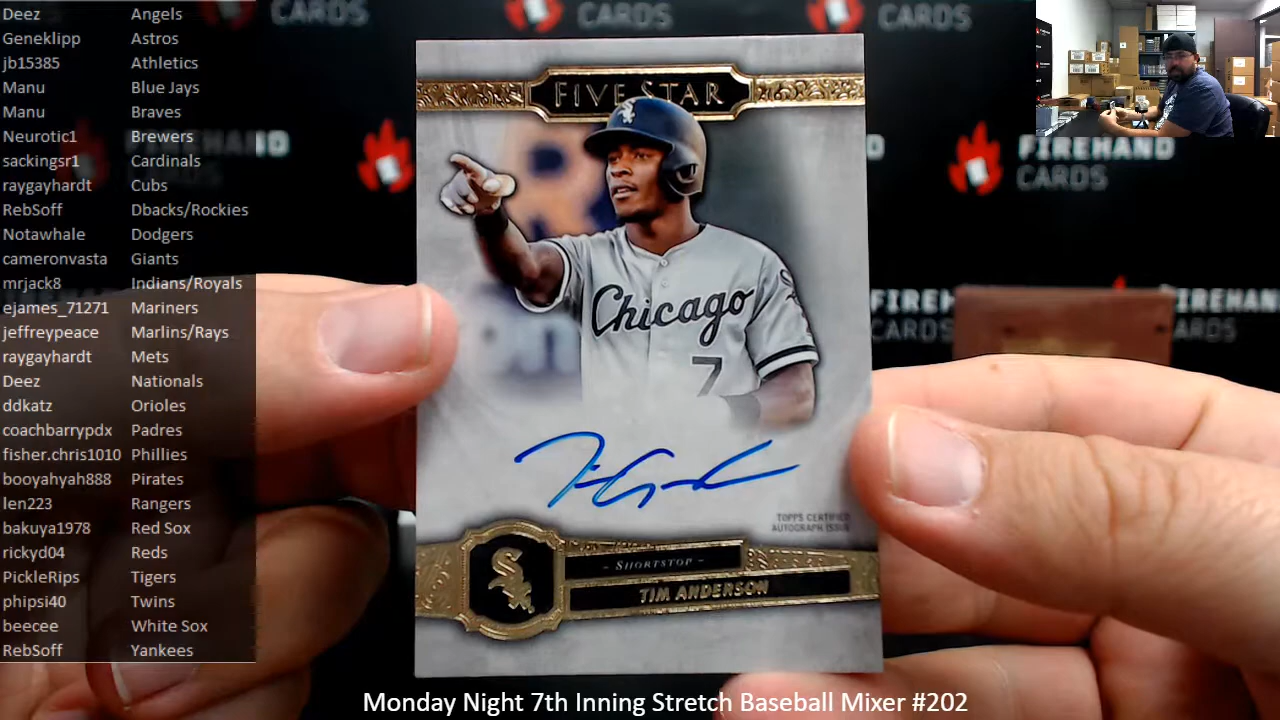 Deez Angels
Geneklipp Astros
jb15385 Athletics
Manu Blue Jays
Manu Braves
Neurotic1 Brewers
sackingsr1 Cardinals
raygayhardt Cubs
RebSoff Dbacks/Rockies
Notawhale Dodgers
cameronvasta Giants
mrjack8 Indians/Royals
ejames_71271 Mariners
jeffreypeace Marlins/Rays
raygayhardt Mets
Deez Nationals
ddkatz Orioles
coachbarrypdx Padres
fisher.chris1010 Phillies
booyahyah888 Pirates
len223 Rangers
bakuya1978 Red Sox
rickyd04 Reds
PickleRips Tigers
phipsi40 Twins
beecee White Sox
RebSoff Yankees
CARDS
CARDS
CARDS
FIREHAND
CARDS
FIREHAND
CARDS
FIREHAN
CARDS
FIVE STAR
Chicago
7
TOPPS CERTIFIED
AUTOGRAPH ISSUE
- SHORTSTOP -
TIM ANDERSON
Monday Night 7th Inning Stretch Baseball Mixer #202